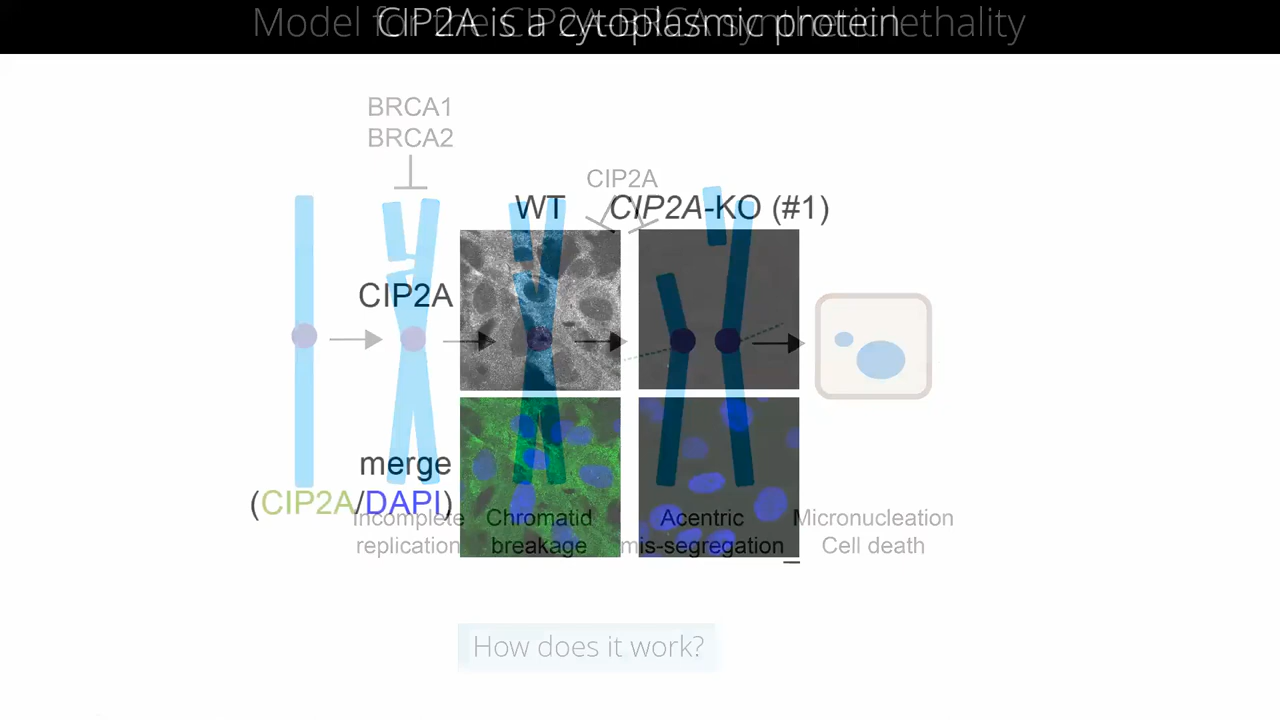 Model for the CIP2A-BRCA synthetic lethality
CIP2A is a cytoplasmic protein
BRCA1
BRCA2
CIP2A
WT
CIP2A-KO (#1)
CIP2A
merge
(CIP2A/DAPI)
Incomplete
replication
Chromatid
breakage
Acentric
mis-segregation
Micronucleation
Cell death
How does it work?